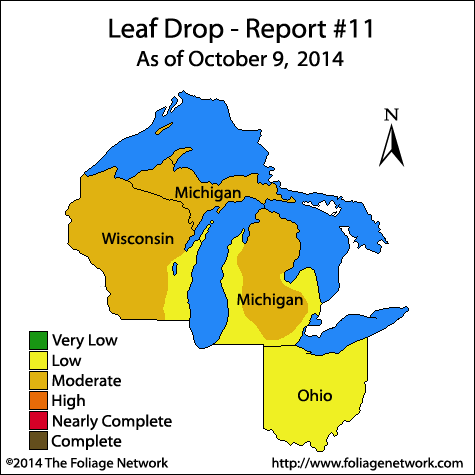 Leaf Drop - Report #11
As of October 9, 2014
N
Michigan
Wisconsin
Michigan
Ohio
Very Low
Low
Moderate
High
Nearly Complete
Complete
©2014 The Foliage Network
http://www.foliagenetwork.com